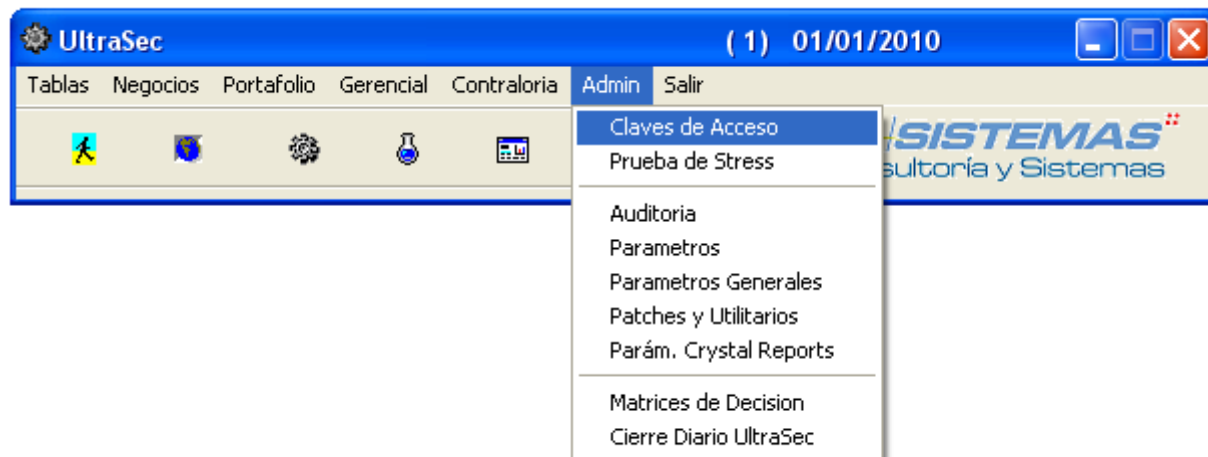 UltraSec ( 1) 01/01/2010
Tablas Negocios Portafolio Gerencial Contraloria Admin Salir
Claves de Acceso
Prueba de Stress
Auditoria
Parametros
Parametros Generales
Patches y Utilitarios
Parám. Crystal Reports
Matrices de Decision
Cierre Diario UltraSec
SISTEMAS
sultoría y Sistemas